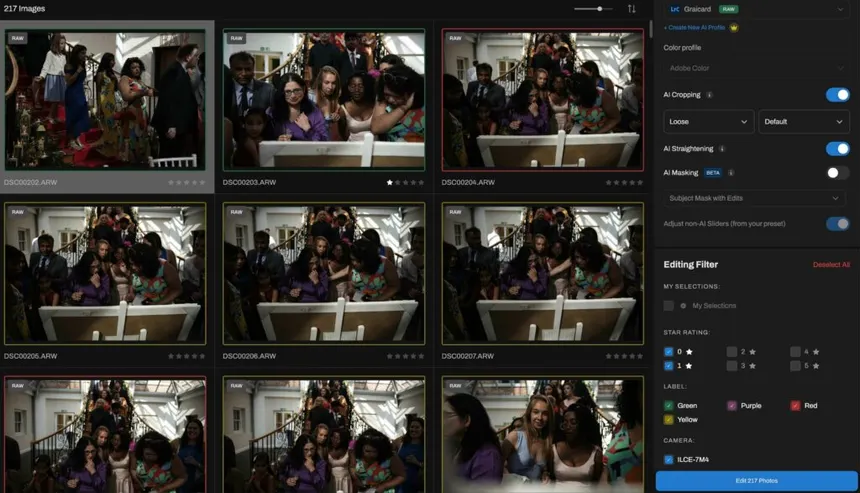 217 Images
RAW
RAW
RAW
DSC00202.ARW
DSC00203.ARW
DSC00204.ARW
RAW
RAW
RAW
DSC00205.ARW
DSC00206.ARW
DSC00207.ARW
RAW
RAW
RAW
Graicard RAW
+ Create New AI Profile
Color profile
Adobe Color
AI Cropping
Loose
Default
AI Straightening
AI Masking BETA
Subject Mask with Edits
Adjust non-AI Sliders (from your preset)
Editing Filter
Deselect All
MY SELECTIONS:
My Selections
STAR RATING:
0 2 4
1 3 5
LABEL:
Green Purple Red
Yellow
CAMERA:
ILCE-7M4
Edit 217 Photos